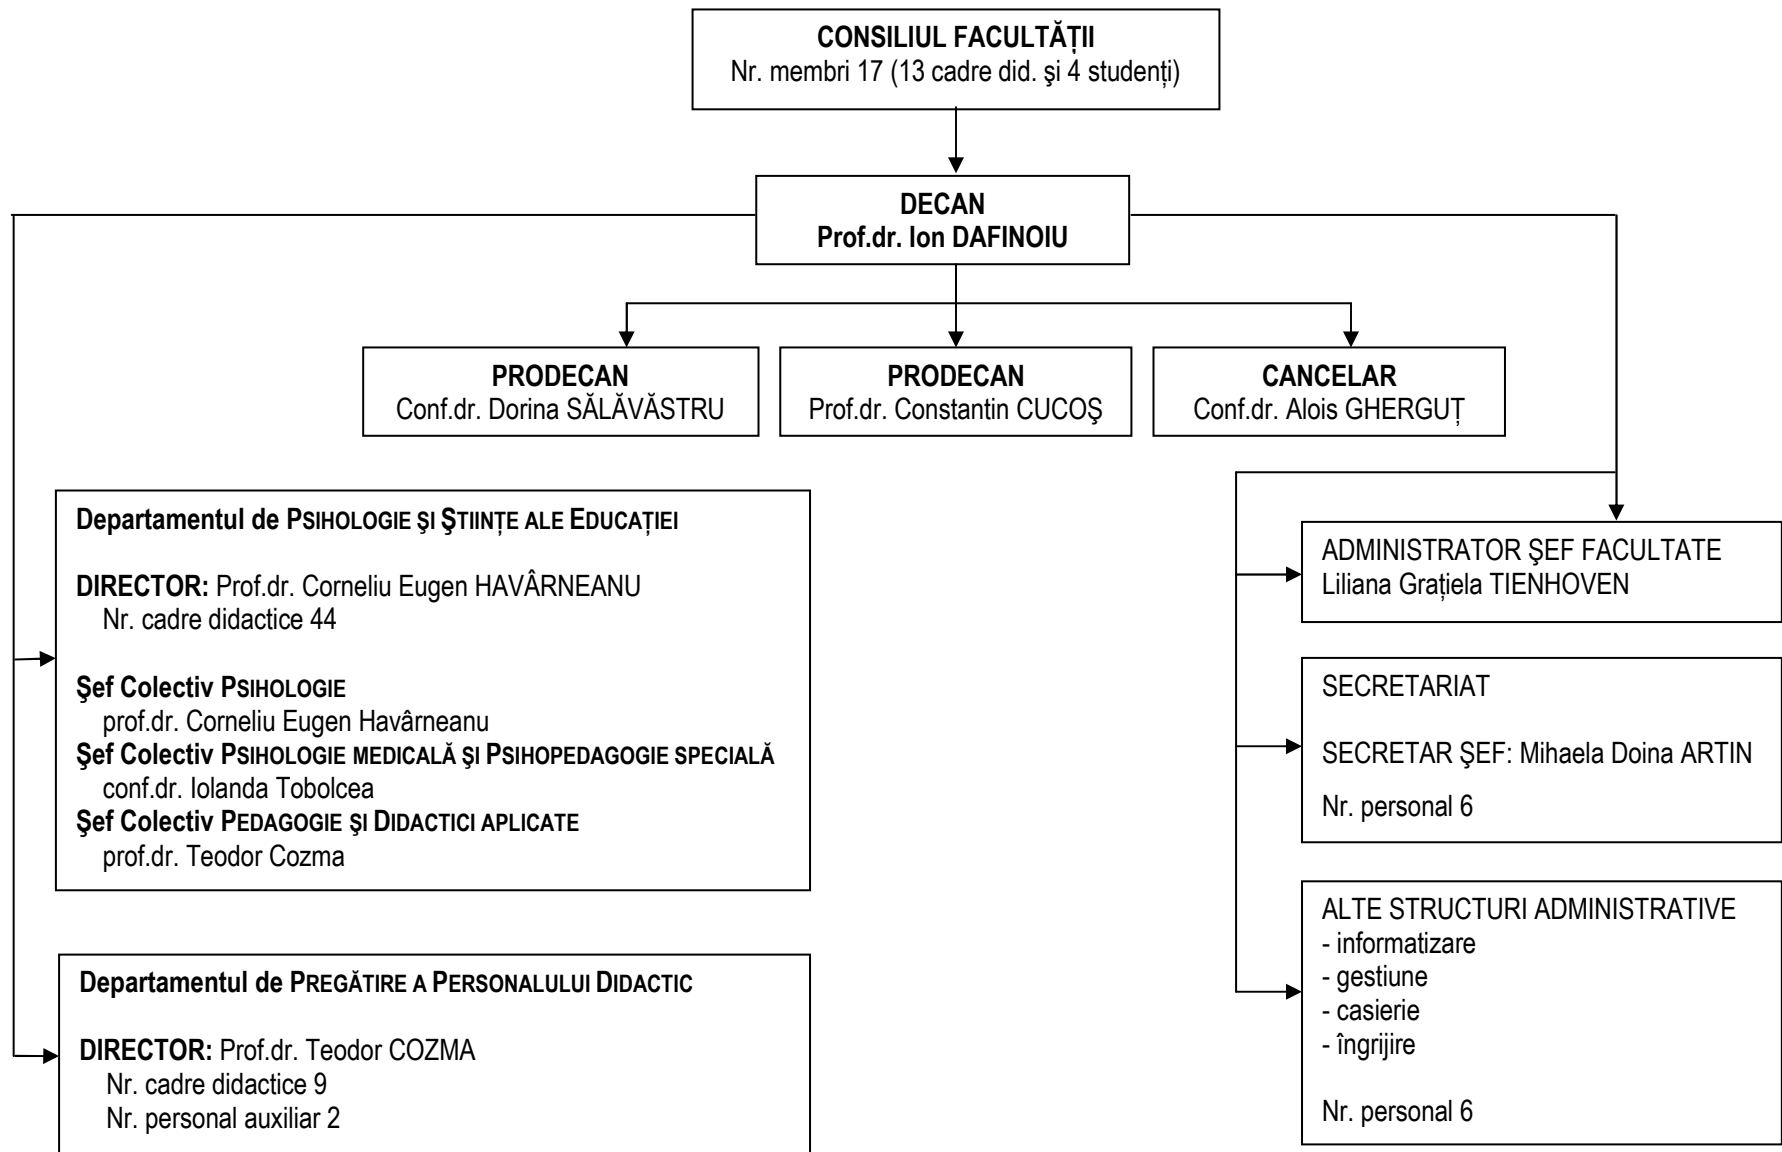 CONSILIUL FACULTĂȚII
Nr. membri 17 (13 cadre did. şi 4 studenți)
DECAN
Prof.dr. Ion DAFINOIU
PRODECAN
Conf.dr. Dorina SĂLĂVĂSTRU
PRODECAN
Prof.dr. Constantin CUCOŞ
CANCELAR
Conf.dr. Alois GHERGUȚ
Departamentul de PSIHOLOGIE ŞI ŞTIINȚE ALE EDUCAȚIEI
DIRECTOR: Prof.dr. Corneliu Eugen HAVÂRNEANU
Nr. cadre didactice 44
Şef Colectiv PSIHOLOGIE
prof.dr. Corneliu Eugen Havârneanu
Şef Colectiv PSIHOLOGIE MEDICALĂ ŞI PSIHOPEDAGOGIE SPECIALĂ
conf.dr. Iolanda Tobolcea
Şef Colectiv PEDAGOGIE ŞI DIDACTICI APLICATE
prof.dr. Teodor Cozma
Departamentul de PREGĂTIRE A PERSONALULUI DIDACTIC
DIRECTOR: Prof.dr. Teodor COZMA
Nr. cadre didactice 9
Nr. personal auxiliar 2
ADMINISTRATOR ŞEF FACULTATE
Liliana Grațiela TIENHOVEN
SECRETARIAT
SECRETAR ŞEF: Mihaela Doina ARTIN
Nr. personal 6
ALTE STRUCTURI ADMINISTRATIVE
- informatizare
- gestiune
- casierie
- îngrijire
Nr. personal 6